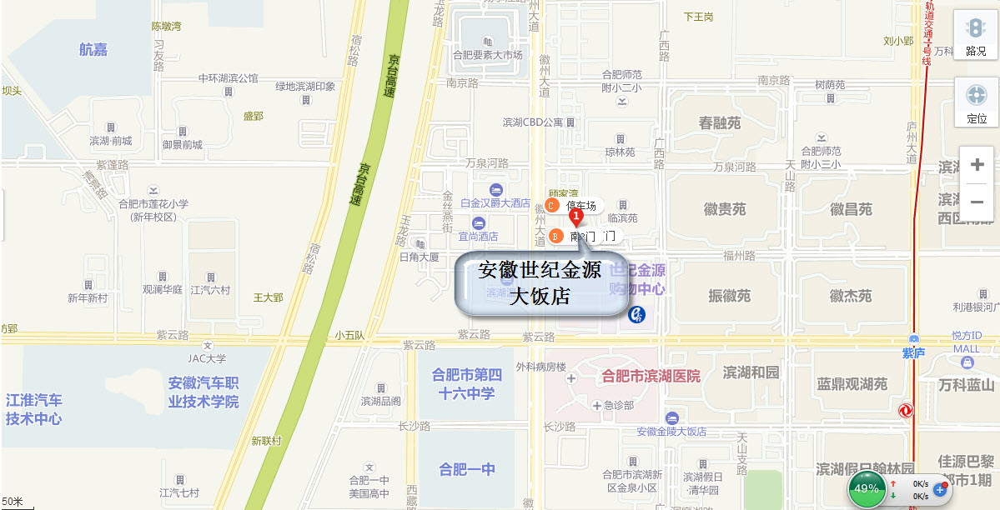 下王岗
轨道交通一号线
路况
定位
航嘉
陈墩湾
习友路
宿松路
京台高速
玉龙路
合肥要素大市场
徽州大道
广西路
刘小郢
万科
南京路
南京路
合肥师范
附小二小
树荫苑
中环湖滨公馆
绿地滨湖印象
坝头
盛郢
滨湖·前城
御景前城
滨湖CBD公寓
琼林苑
春融苑
庐州大道
合肥师范
附小三小
天山路
紫蓬路
万泉河路
万泉河路
广西路
京台高速
合肥市莲花小学
(新年校区)
金丝燕街
白金汉爵大酒店
宜尚酒店
顾家湾
C
停车场
1
B
临滨苑
徽州大道
徽贵苑
徽昌苑
玉龙路
日角大厦
福州路
宿松路
安徽世纪金源
大饭店
世纪金源
购物中心
振徽苑
徽杰苑
新年新村
观澜华庭
江汽六村
王大郢
利港银河广
小五队
紫云路
紫云路
紫云路
紫云路
JAC大学
悦方ID
MALL
紫庐
江淮汽车
技术中心
安徽汽车职
业技术学院
滨湖品阁
合肥市第四
十六中学
外科病房楼
合肥市滨湖医院
急诊部
滨湖和园
蓝鼎观湖苑
万科蓝山
新联村
长沙路
长沙路
安徽金陵大饭店
天山支路
江汽七村
合肥一中
美国高中
西藏
合肥一中
合肥市滨湖新
区金泉小区
滨湖假日
·清华园
滨湖假日翰林园
佳源巴黎
都市1期
50米
徽
49%
0K/s
0K/s